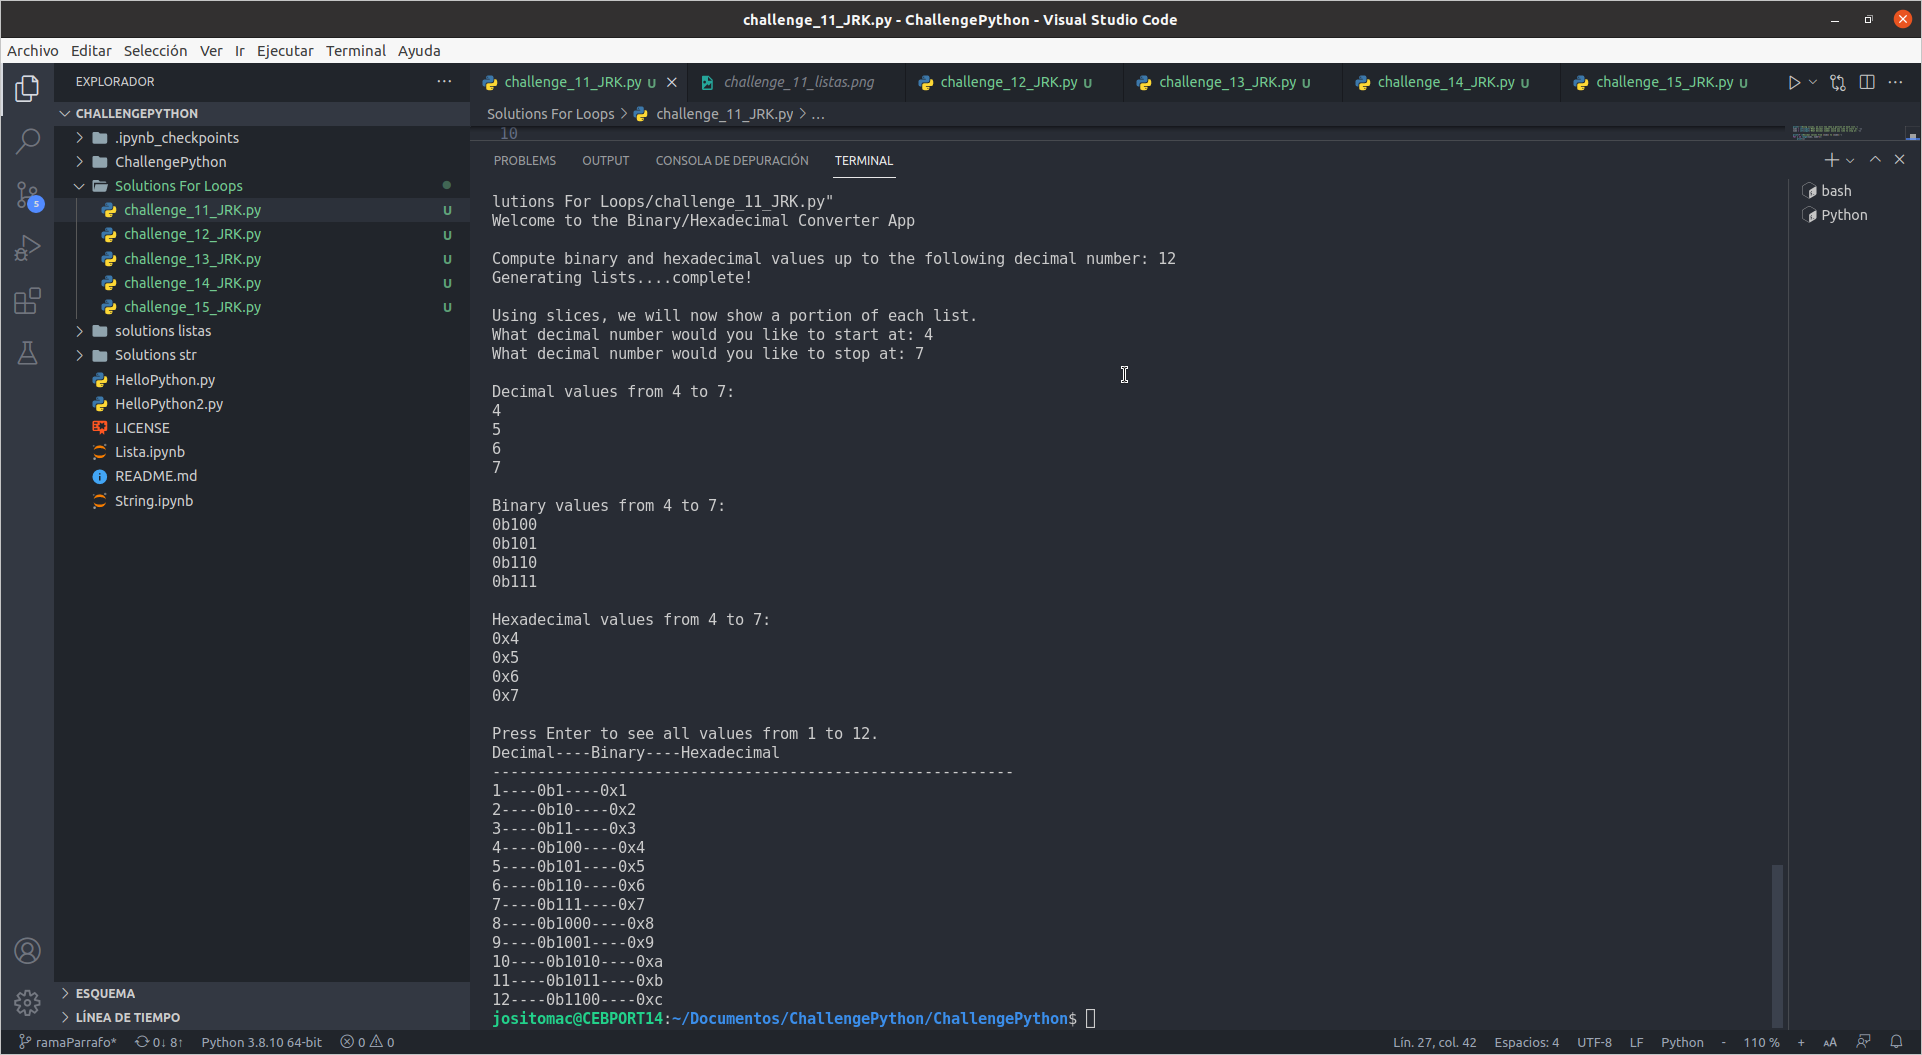 challenge_11_JRK.py - ChallengePython - Visual Studio Code
Archivo Editar Selección Ver Ir Ejecutar Terminal Ayuda
EXPLORADOR
CHALLENGEPYTHON
.ipynb_checkpoints
ChallengePython
Solutions For Loops
challenge_11_JRK.py U
challenge_12_JRK.py U
challenge_13_JRK.py U
challenge_14_JRK.py U
challenge_15_JRK.py U
solutions listas
Solutions str
HelloPython.py
HelloPython2.py
LICENSE
Lista.ipynb
README.md
String.ipynb
ESQUEMA
LÍNEA DE TIEMPO
5
challenge_11_JRK.py U challenge_11_listas.png challenge_12_JRK.py U challenge_13_JRK.py U challenge_14_JRK.py U challenge_15_JRK.py U
Solutions For Loops > challenge_11_JRK.py > ...
10
PROBLEMS OUTPUT CONSOLA DE DEPURACIÓN TERMINAL
bash
Python
lutions For Loops/challenge_11_JRK.py"
Welcome to the Binary/Hexadecimal Converter App
Compute binary and hexadecimal values up to the following decimal number: 12
Generating lists....complete!
Using slices, we will now show a portion of each list.
What decimal number would you like to start at: 4
What decimal number would you like to stop at: 7
Decimal values from 4 to 7:
4
5
6
7
Binary values from 4 to 7:
0b100
0b101
0b110
0b111
Hexadecimal values from 4 to 7:
0x4
0x5
0x6
0x7
Press Enter to see all values from 1 to 12.
Decimal----Binary----Hexadecimal
----------------------------------------------------------
1----0b1----0x1
2----0b10----0x2
3----0b11----0x3
4----0b100----0x4
5----0b101----0x5
6----0b110----0x6
7----0b111----0x7
8----0b1000----0x8
9----0b1001----0x9
10----0b1010----0xa
11----0b1011----0xb
12----0b1100----0xc
jositomac@CEBPORT14:~/Documentos/ChallengePython/ChallengePython$
ramaParrafo* 0↓ 8↑ Python 3.8.10 64-bit 0 0 Lín. 27, col. 42 Espacios: 4 UTF-8 LF Python - 110 % + AA